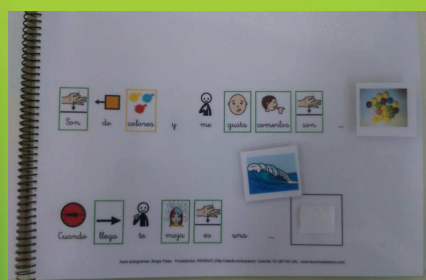 Son de colores y me gusta comerlos son ...
Cuando llega te moja es una ...